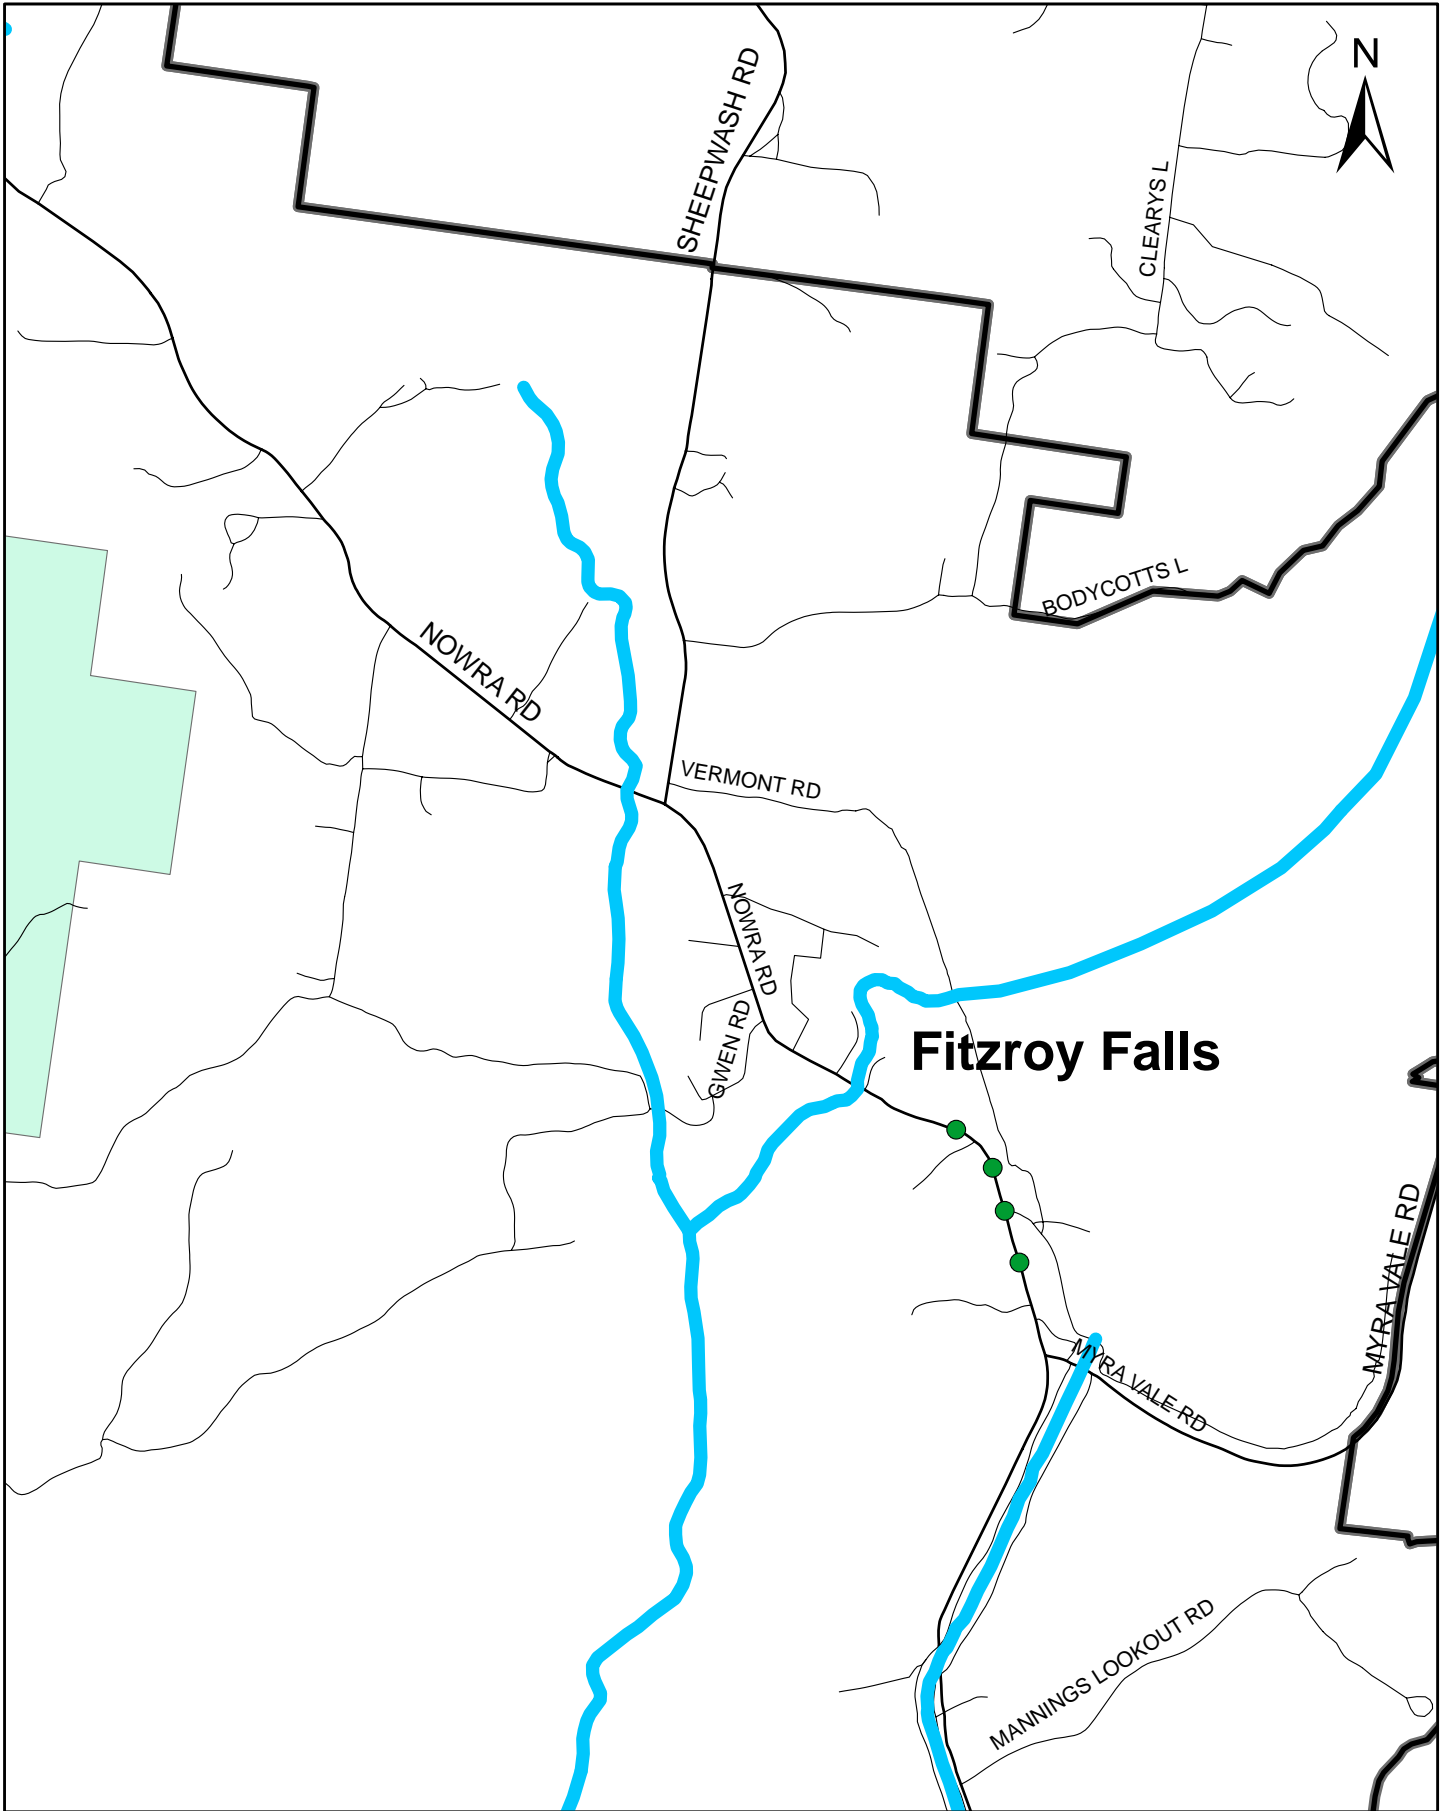 N
SHEEPWASH RD
CLEARYS L
BODYCOTTS L
NOWRA RD
VERMONT RD
NOWRA RD
GWEN RD
Fitzroy Falls
MYRA VALE RD
MYRA VALE RD
MANNINGS LOOKOUT RD